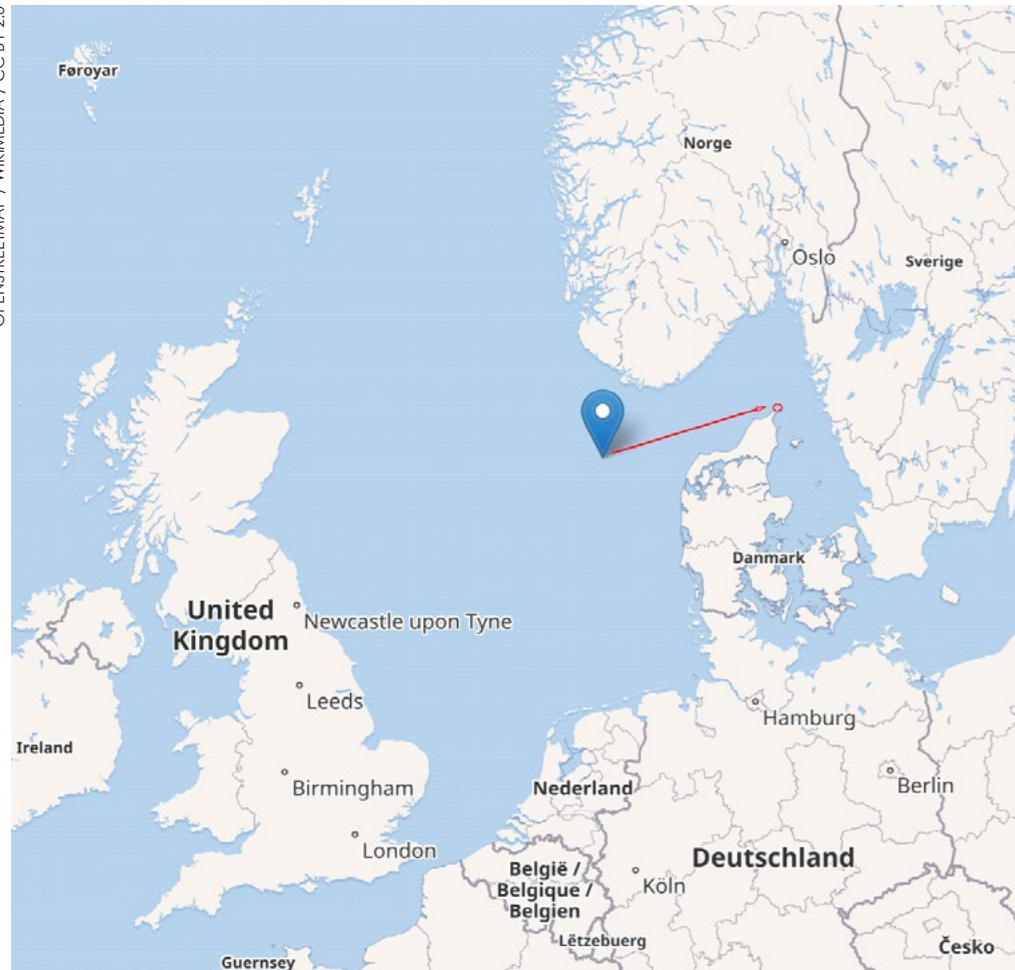 OPENSTREETMAP / WIKIMEDIA / CC BY 2.0
Føroyar
Norge
Oslo
Sverige
Danmark
United
Kingdom
Newcastle upon Tyne
Leeds
Hamburg
Ireland
Birmingham
Nederland
Berlin
London
België /
Belgique /
Belgien
Deutschland
Köln
Lëtzebuerg
Česko
Guernsey